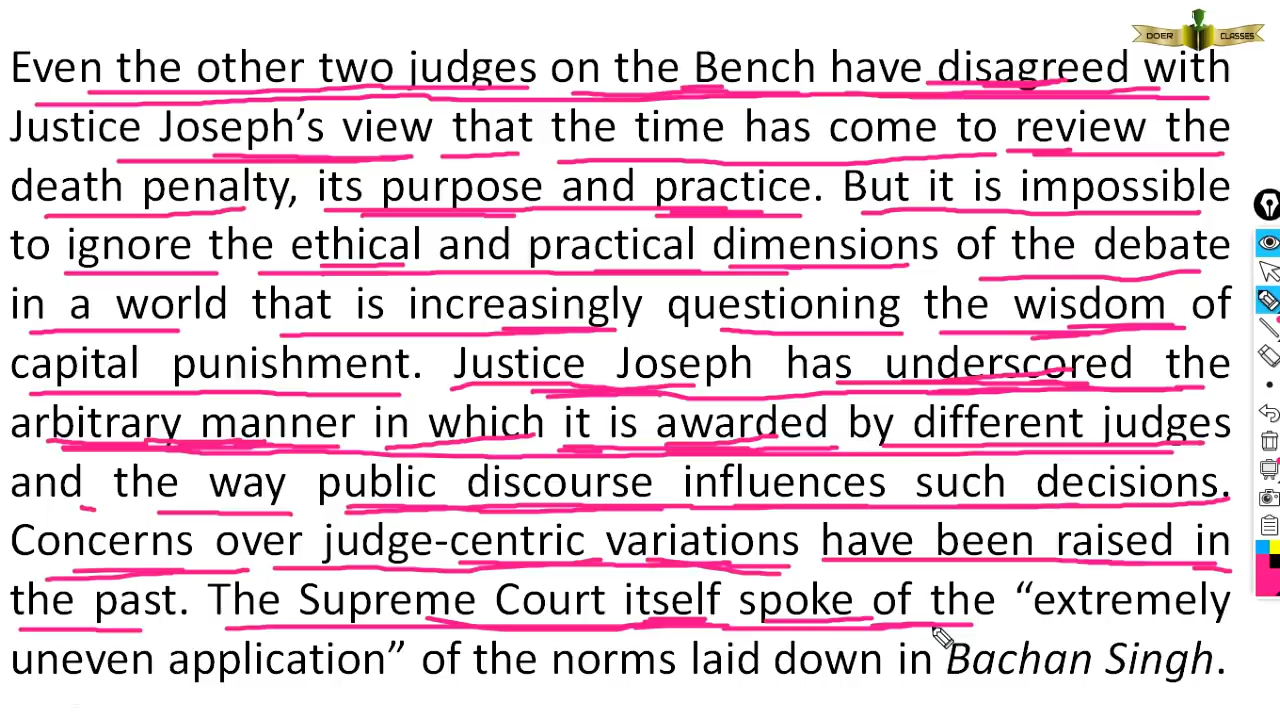 DOER CLASSES
Even the other two judges on the Bench have disagreed with
Justice Joseph’s view that the time has come to review the
death penalty, its purpose and practice. But it is impossible
to ignore the ethical and practical dimensions of the debate
in a world that is increasingly questioning the wisdom of
capital punishment. Justice Joseph has underscored the
arbitrary manner in which it is awarded by different judges
and the way public discourse influences such decisions.
Concerns over judge-centric variations have been raised in
the past. The Supreme Court itself spoke of the “extremely
uneven application” of the norms laid down in Bachan Singh.